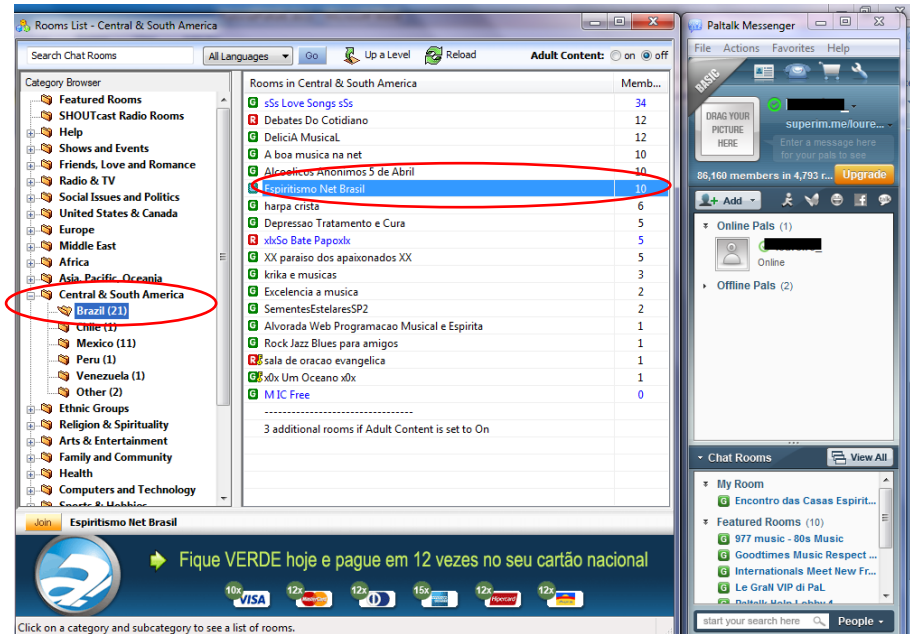 Rooms List - Central & South America
Search Chat Rooms
All Languages
Go
Up a Level
Reload
Adult Content: on off
Category Browser
Featured Rooms
SHOUTcast Radio Rooms
Help
Shows and Events
Friends, Love and Romance
Radio & TV
Social Issues and Politics
United States & Canada
Europe
Middle East
Africa
Asia, Pacific, Oceania
Central & South America
Brazil (21)
Chile (1)
Mexico (11)
Peru (1)
Venezuela (1)
Other (2)
Ethnic Groups
Religion & Spirituality
Arts & Entertainment
Family and Community
Health
Computers and Technology
Sports & Hobbies
Rooms in Central & South America Memb...
G sSs Love Songs sSs 34
R Debates Do Cotidiano 12
G DeliciA MusicaL 12
G A boa musica na net 10
G Alcoolicos Anonimos 5 de Abril 10
Espiritismo Net Brasil 10
G harpa crista 6
G Depressao Tratamento e Cura 5
R xlxSo Bate Papoxlx 5
G XX paraiso dos apaixonados XX 5
G krika e musicas 3
G Excelencia a musica 2
G SementesEstelaresSP2 2
G Alvorada Web Programacao Musical e Espirita 1
G Rock Jazz Blues para amigos 1
R sala de oracao evangelica 1
G x0x Um Oceano x0x 1
G M IC Free 0
---------------------------------
3 additional rooms if Adult Content is set to On
Join Espiritismo Net Brasil
Fique VERDE hoje e pague em 12 vezes no seu cartão nacional
10x VISA 12x MasterCard 12x 15x 12x Hipercard 12x
Click on a category and subcategory to see a list of rooms.
Paltalk Messenger
File Actions Favorites Help
BASIC
DRAG YOUR
PICTURE
HERE
superim.me/loure...
Enter a message here
for your pals to see
86,160 members in 4,793 r... Upgrade
Add
Online Pals (1)
Online
Offline Pals (2)
Chat Rooms View All
My Room
G Encontro das Casas Espirit...
Featured Rooms (10)
G 977 music - 80s Music
G Goodtimes Music Respect ...
G Internationals Meet New Fr...
G Le GraN VIP di PaL
Paltalk Help Lobby 4
start your search here People